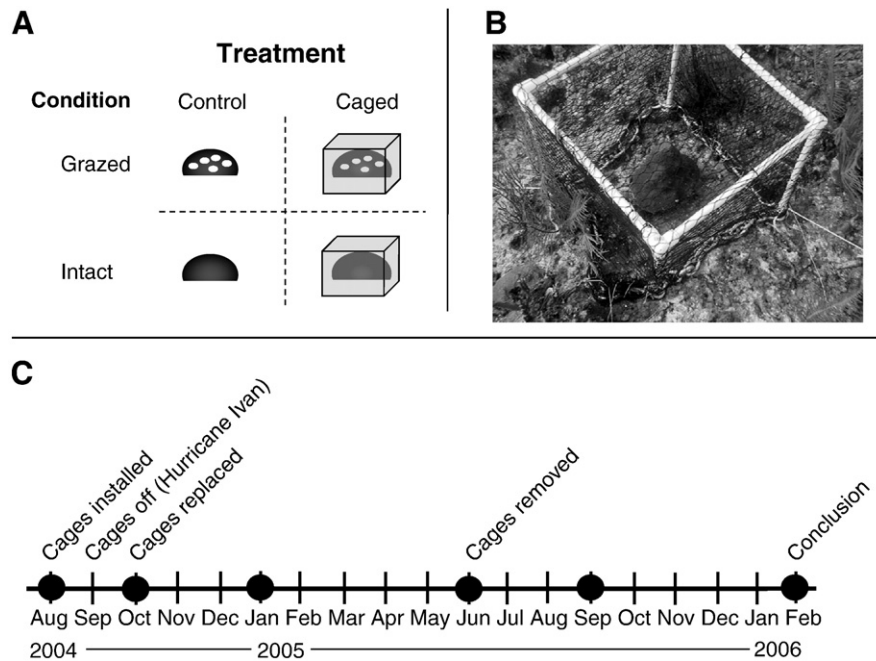 A
Treatment
Condition Control Caged
Grazed
Intact
B
C
Cages installed
Cages off (Hurricane Ivan)
Cages replaced
Cages removed
Conclusion
Aug Sep Oct Nov Dec Jan Feb Mar Apr May Jun Jul Aug Sep Oct Nov Dec Jan Feb
2004 2005 2006